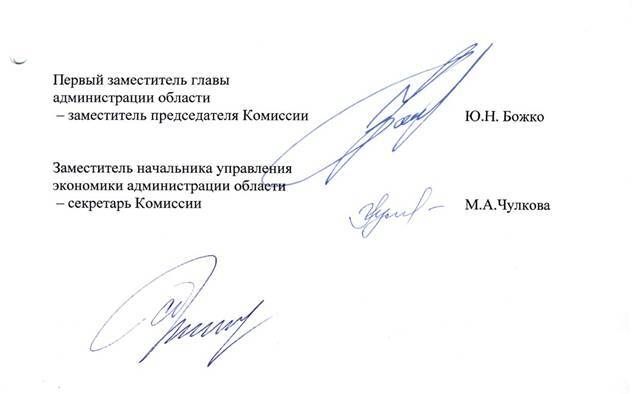 Первый заместитель главы
администрации области
– заместитель председателя Комиссии Ю.Н. Божко
Заместитель начальника управления
экономики администрации области
– секретарь Комиссии М.А.Чулкова